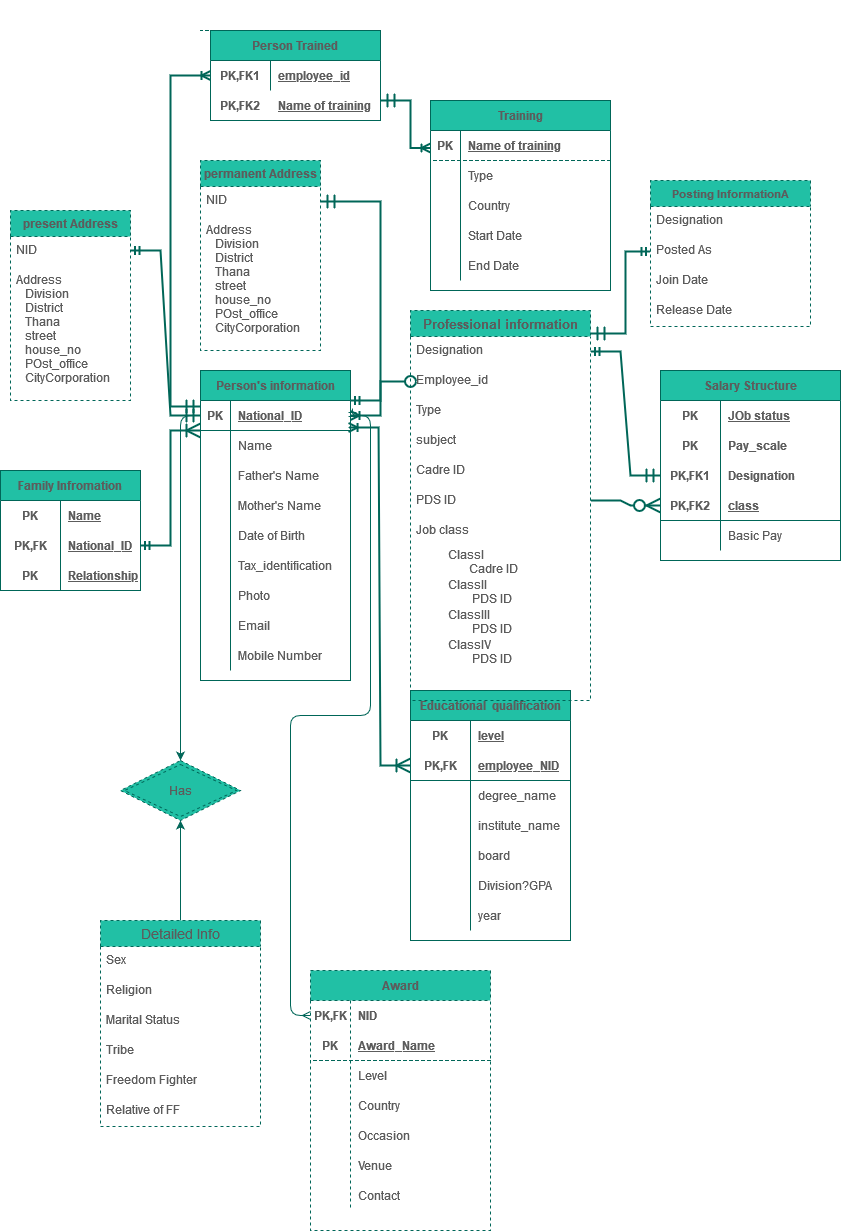 Person Trained
PK,FK1 employee_id
PK,FK2 Name of training
Training
PK Name of training
Type
Country
Start Date
End Date
permanent Address
NID
Address
Division
District
Thana
street
house_no
POst_office
CityCorporation
present Address
NID
Address
Division
District
Thana
street
house_no
POst_office
CityCorporation
Posting InformationA
Designation
Posted As
Join Date
Release Date
Professional information
Designation
Employee_id
Type
subject
Cadre ID
PDS ID
Job class
ClassI
Cadre ID
ClassII
PDS ID
ClassIII
PDS ID
ClassIV
PDS ID
Person's information
PK National_ID
Name
Father's Name
Mother's Name
Date of Birth
Tax_identification
Photo
Email
Mobile Number
Salary Structure
PK JOb status
PK Pay_scale
PK,FK1 Designation
PK,FK2 class
Basic Pay
Family Infromation
PK Name
PK,FK National_ID
PK Relationship
Educational qualification
PK level
PK,FK employee_NID
degree_name
institute_name
board
Division?GPA
year
Has
Detailed Info
Sex
Religion
Marital Status
Tribe
Freedom Fighter
Relative of FF
Award
PK,FK NID
PK Award_Name
Level
Country
Occasion
Venue
Contact